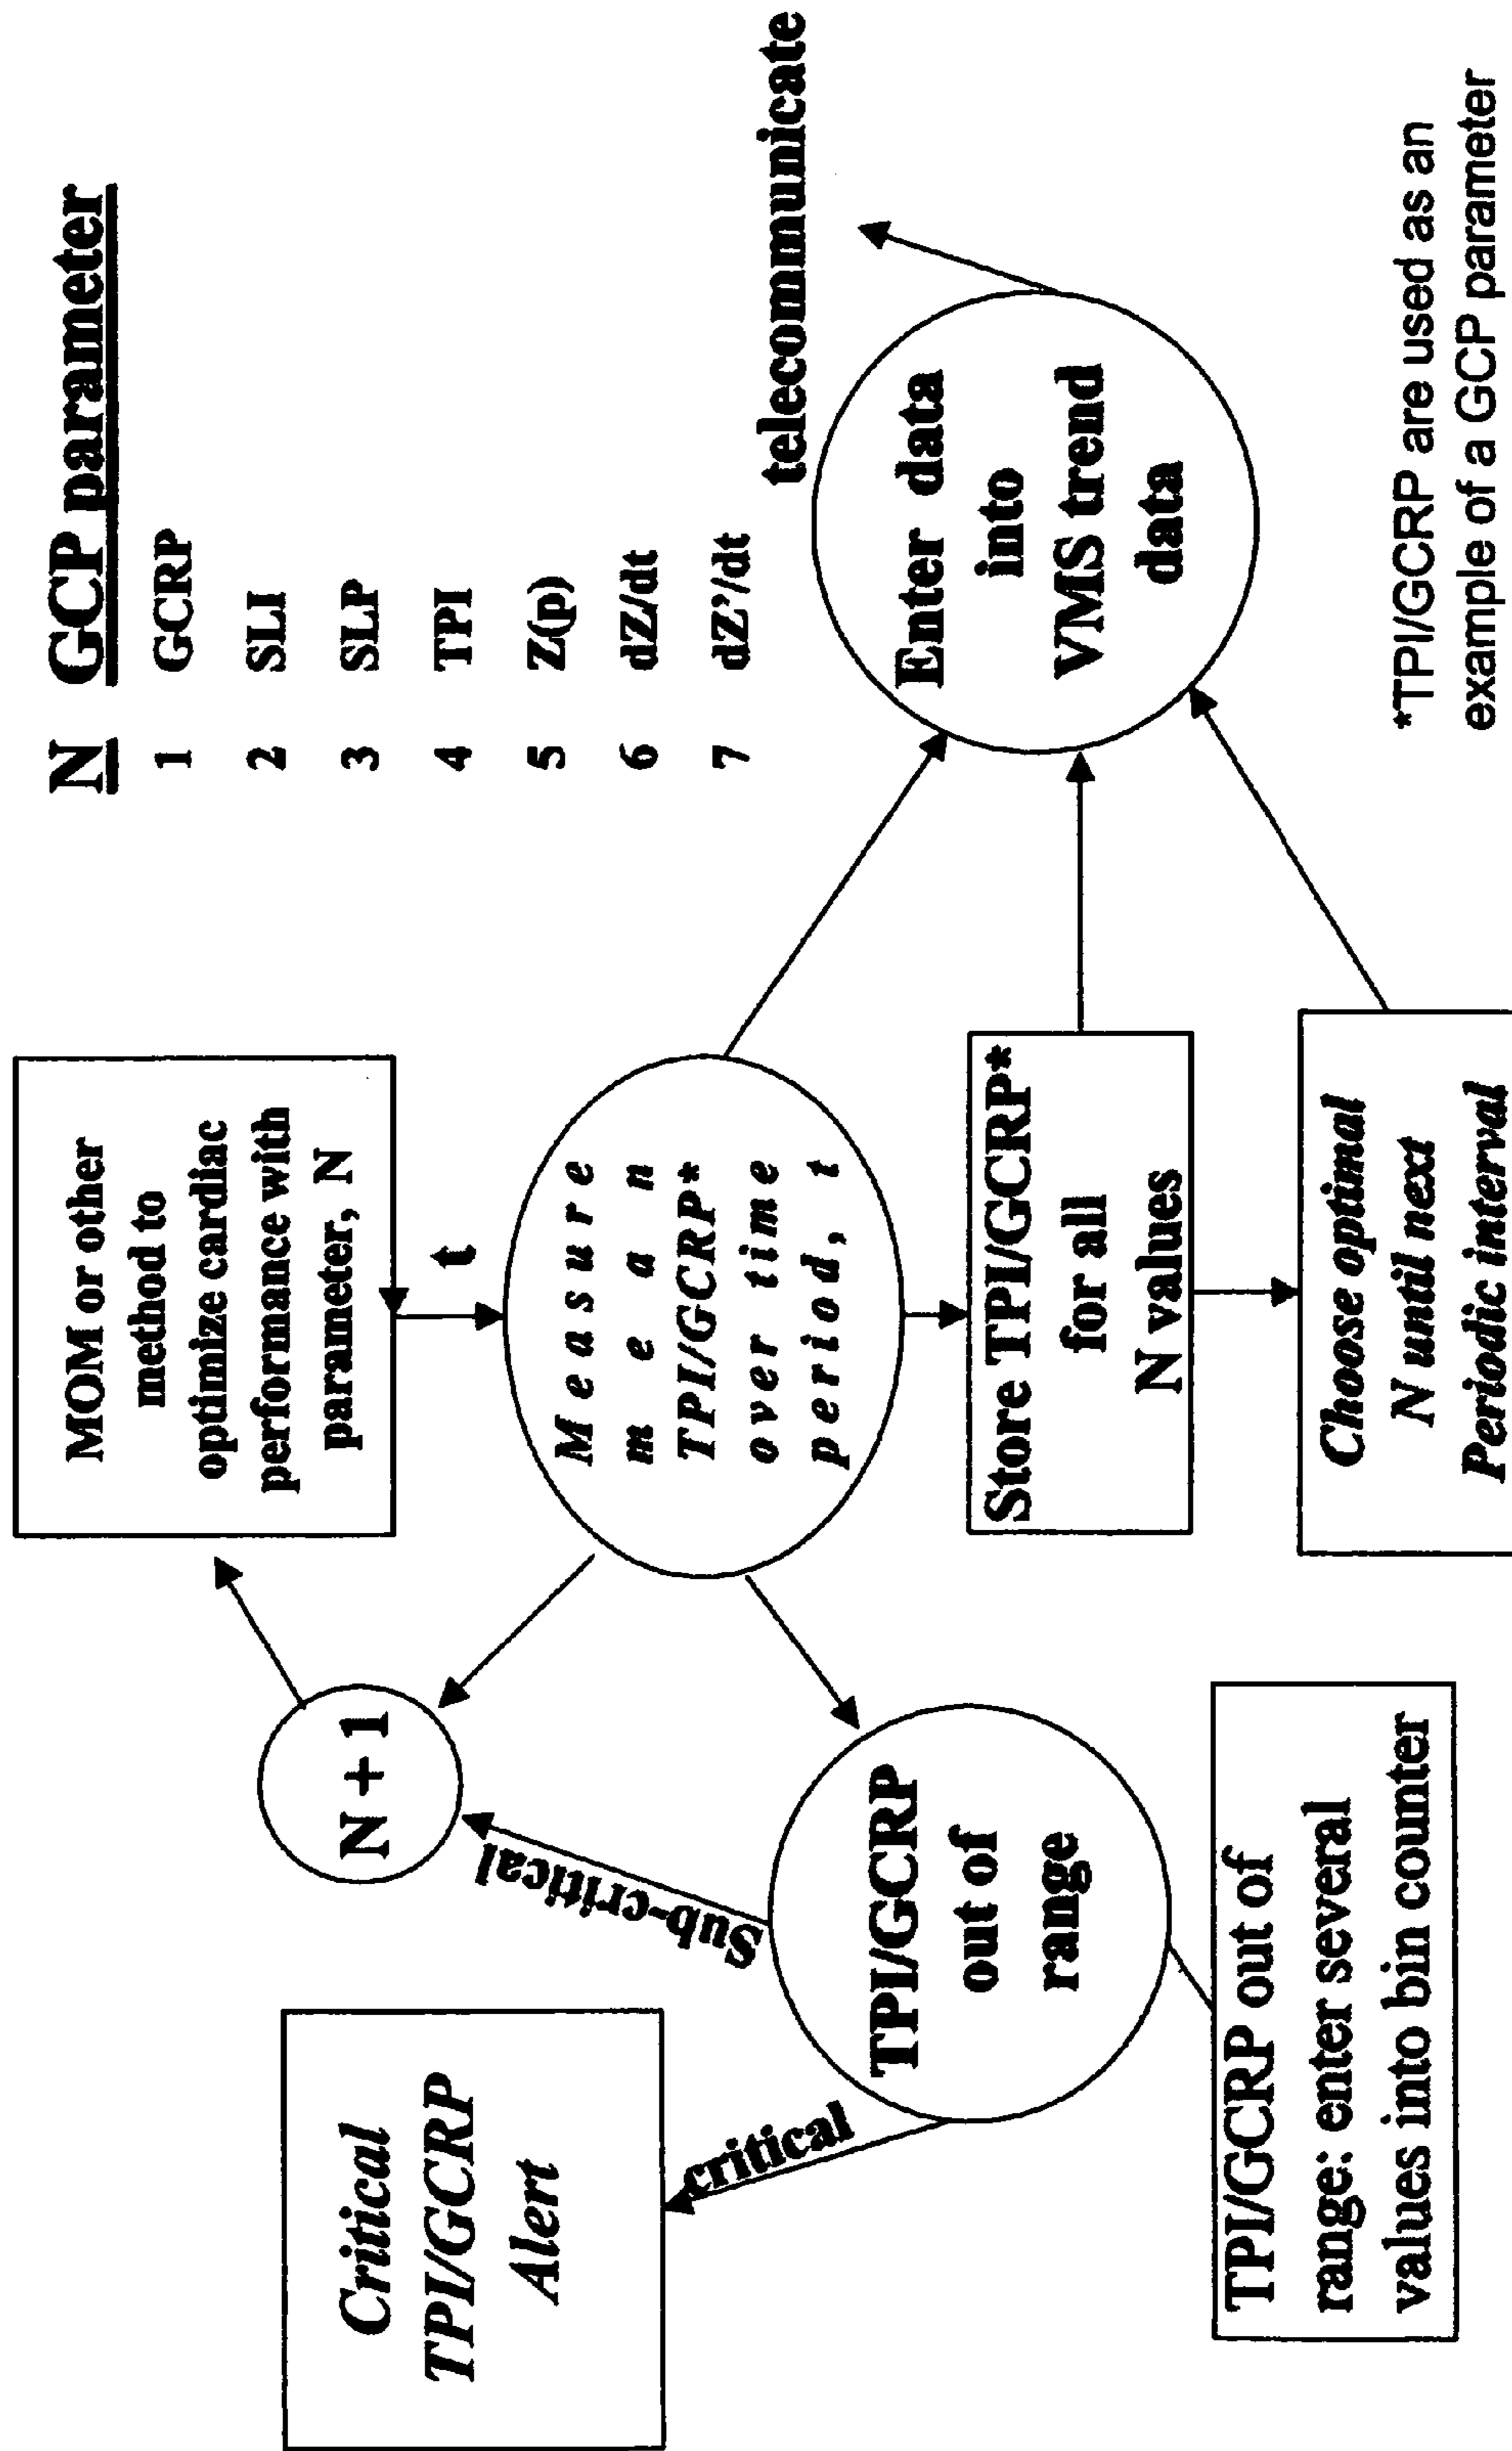 MOM or other
method to
optimize cardiac
performance with
parameter, N
t
Measure
mean
TPI/GCRP*
over time
period, t
N + 1
Sub-critical
Critical
TPI/GCRP
Alert
critical
TPI/GCRP
out of
range
TPI/GCRP out of
range: enter several
values into bin counter
Store TPI/GCRP*
for all
N values
Choose optimal
N until next
Periodic interval
N GCP parameter
1 GCRP
2 SLI
3 SLP
4 TPI
5 Z(p)
6 dZ/dt
7 dZ’/dt
telecommunicate
Enter data
into
VMS trend
data
*TPI/GCRP are used as an
example of a GCP parameter